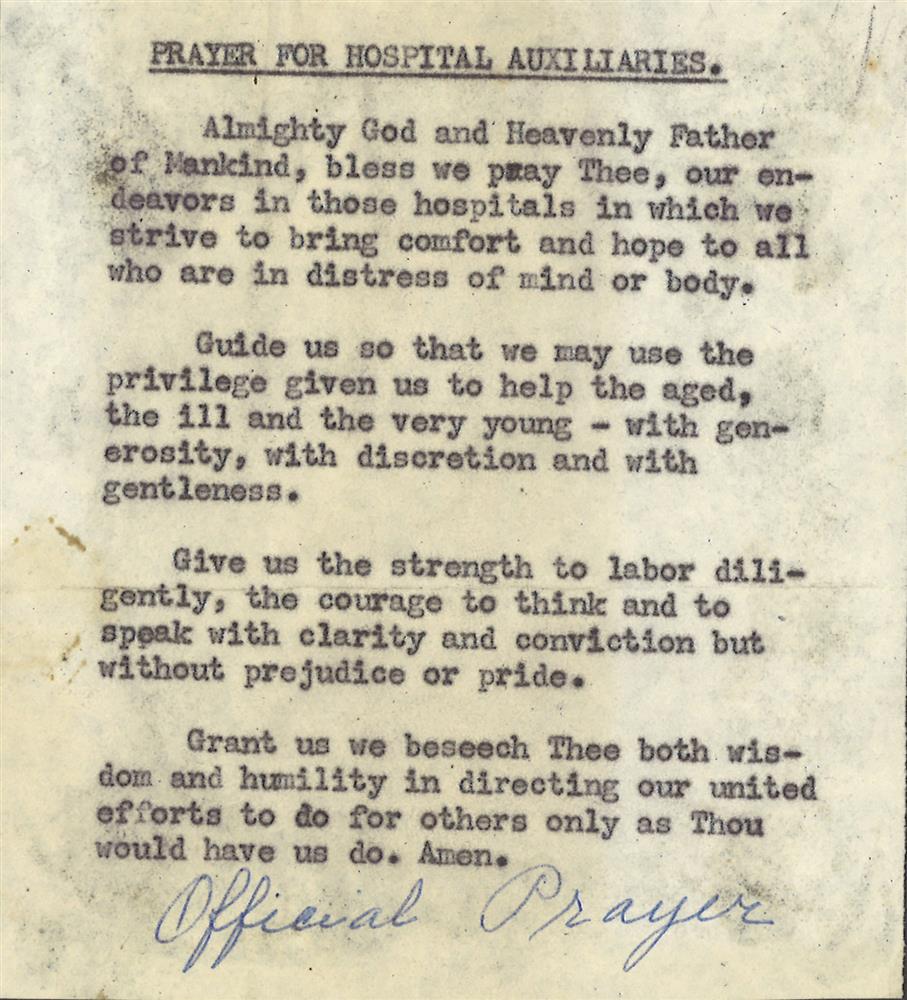 PRAYER FOR HOSPITAL AUXILIARIES.
Almighty God and Heavenly Father
of Mankind, bless we pray Thee, our en-
deavors in those hospitals in which we
strive to bring comfort and hope to all
who are in distress of mind or body.
Guide us so that we may use the
privilege given us to help the aged,
the ill and the very young - with gen-
erosity, with discretion and with
gentleness.
Give us the strength to labor dili-
gently, the courage to think and to
speak with clarity and conviction but
without prejudice or pride.
Grant us we beseech Thee both wis-
dom and humility in directing our united
efforts to do for others only as Thou
would have us do. Amen.
Official Prayer